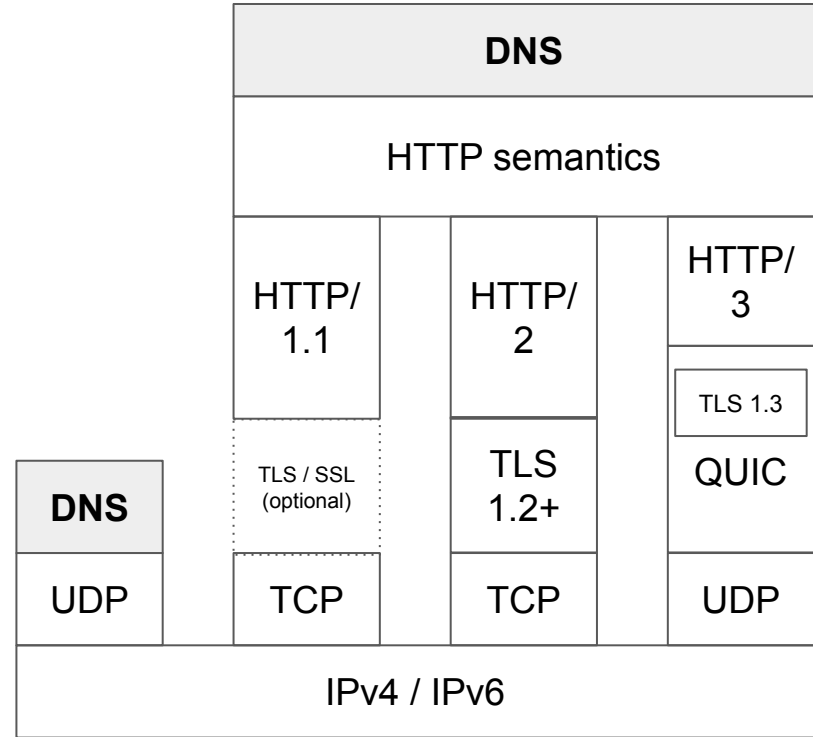 DNS
HTTP semantics
HTTP/
1.1
HTTP/
2
HTTP/
3
TLS 1.3
QUIC
TLS / SSL
(optional)
TLS
1.2+
DNS
UDP
TCP
TCP
UDP
IPv4 / IPv6